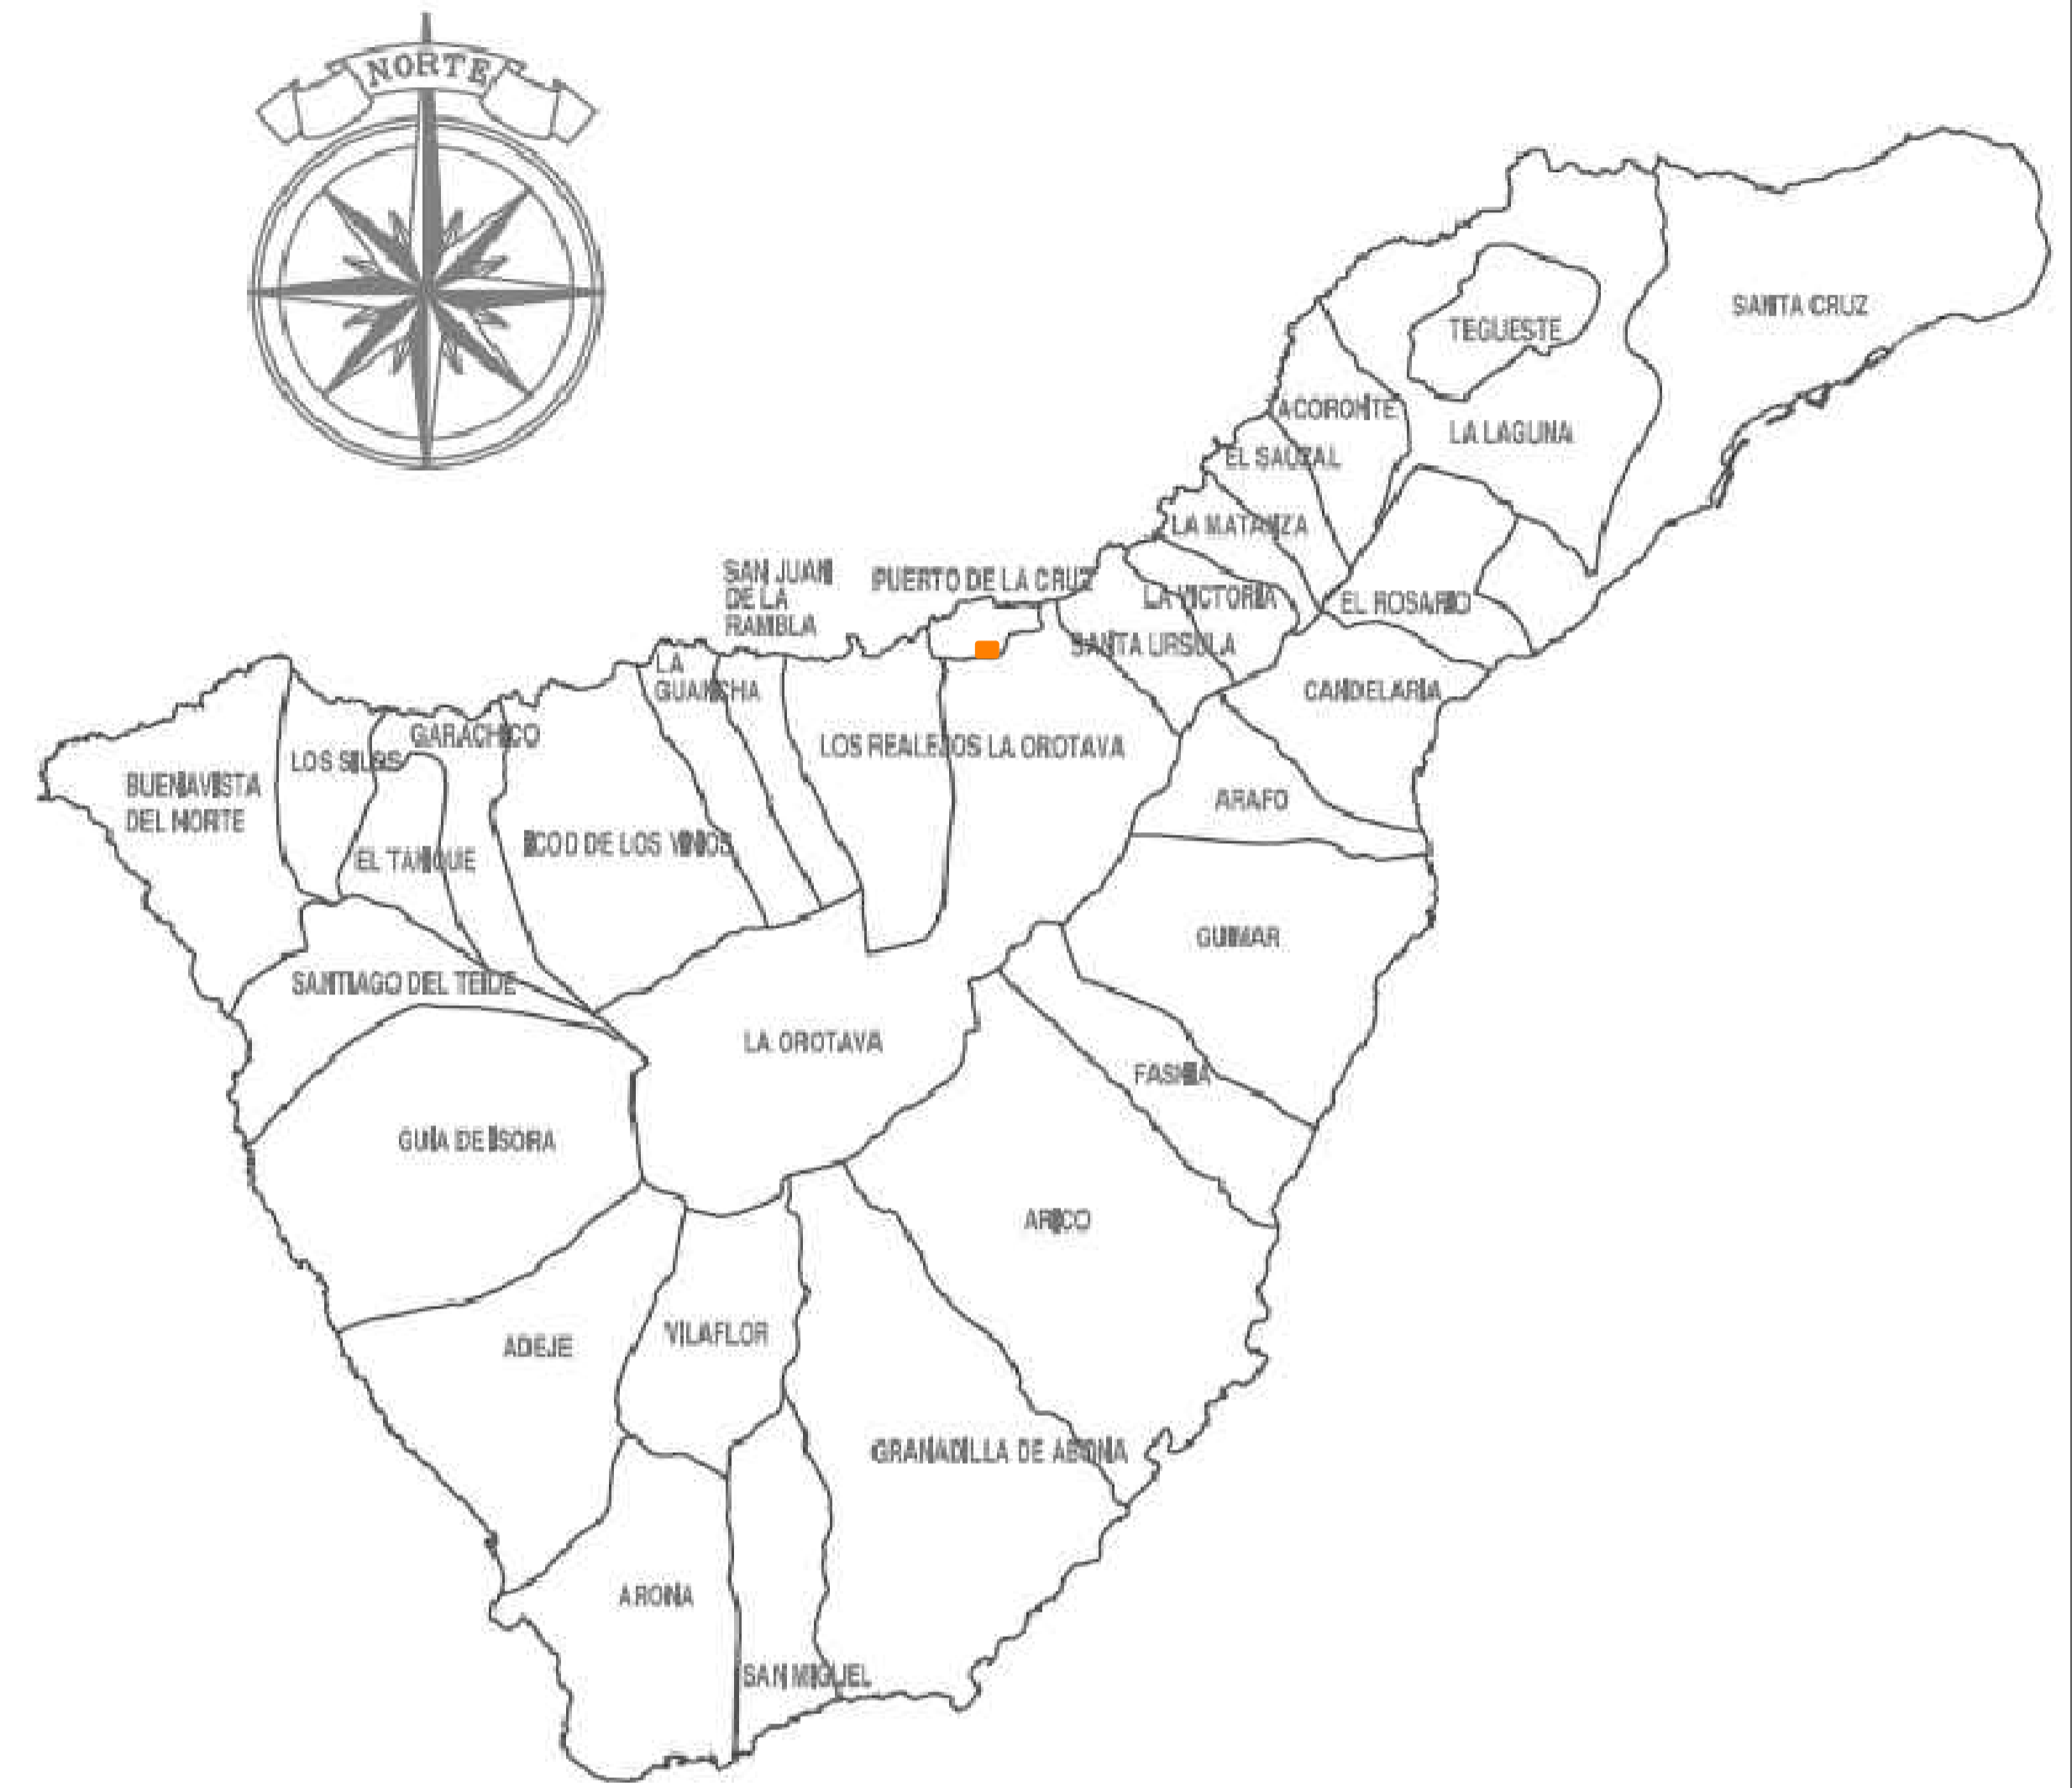 NORTE
SANTA CRUZ
TEGUESTE
ACORONTE
LA LAGUNA
EL SAUZAL
LA MATANZA
SAN JUAN
DE LA
RAMBLA
PUERTO DE LA CRUZ
LA VICTORIA
EL ROSARIO
SANTA URSULA
LA
GUANCHA
CANDELARIA
GARACHICO
LOS SILOS
LOS REALEJOS
LA OROTAVA
BUENAVISTA
DEL NORTE
ARAFO
EL TANQUE
ICOD DE LOS VINOS
GUIMAR
SANTIAGO DEL TEIDE
LA OROTAVA
FASNIA
GUIA DE ISORA
ARICO
ADEJE
VILAFLOR
GRANADILLA DE ABONA
ARONA
SAN MIGUEL